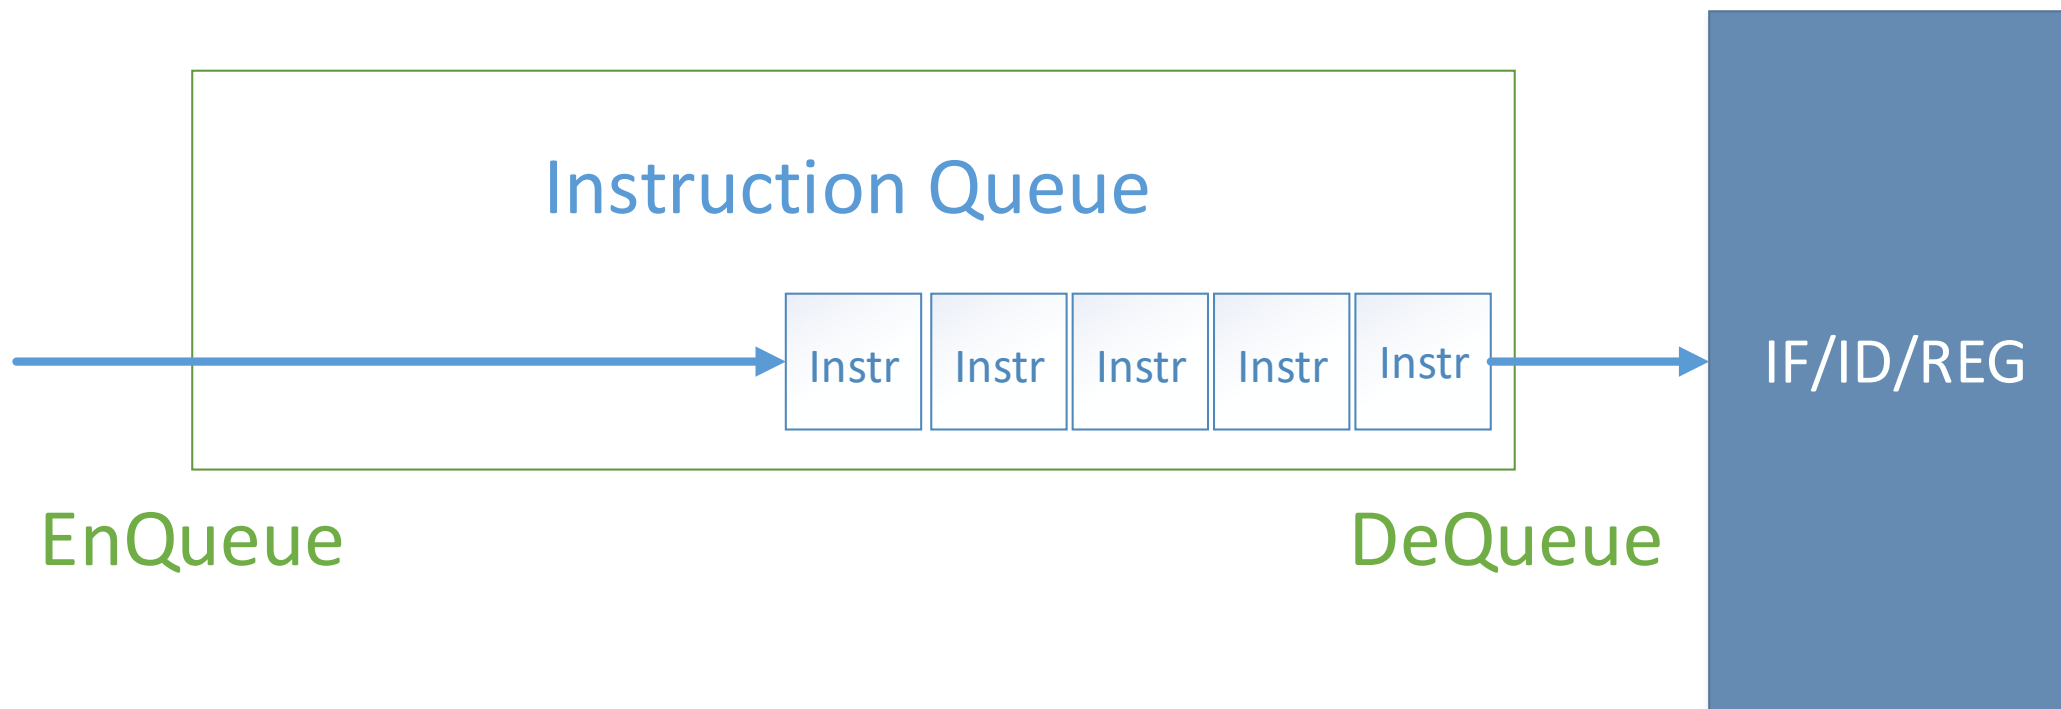 Instruction Queue
Instr Instr Instr Instr Instr
IF/ID/REG
EnQueue
DeQueue